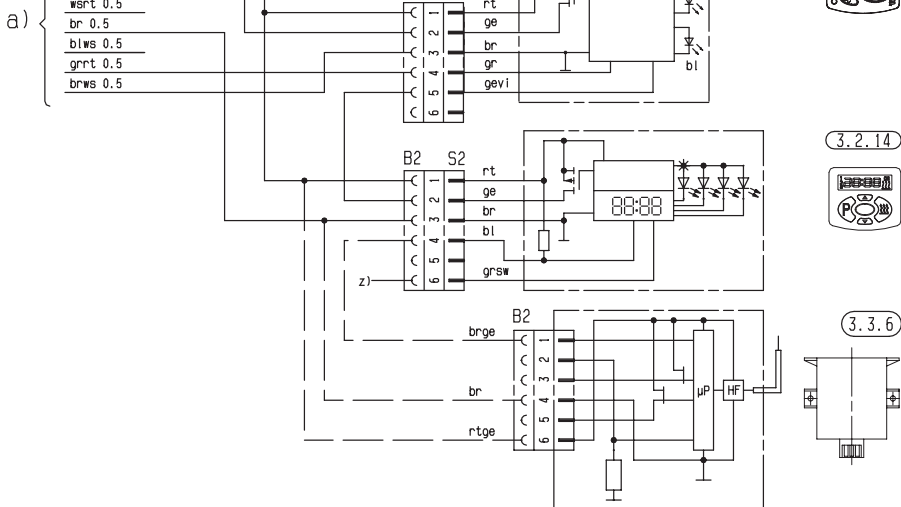 wsrt 0.5
a)
br 0.5
blws 0.5
grrt 0.5
brws 0.5
1 rt
2 ge
3 br
4 gr
5 gevi
6
bl
B2 S2
1 rt
2 ge
3 br
4 bl
5
6 grsw
z)
88:88
3.2.14
P
B2
brge 1
2
3
br 4
5
rtge 6
µP
HF
3.3.6